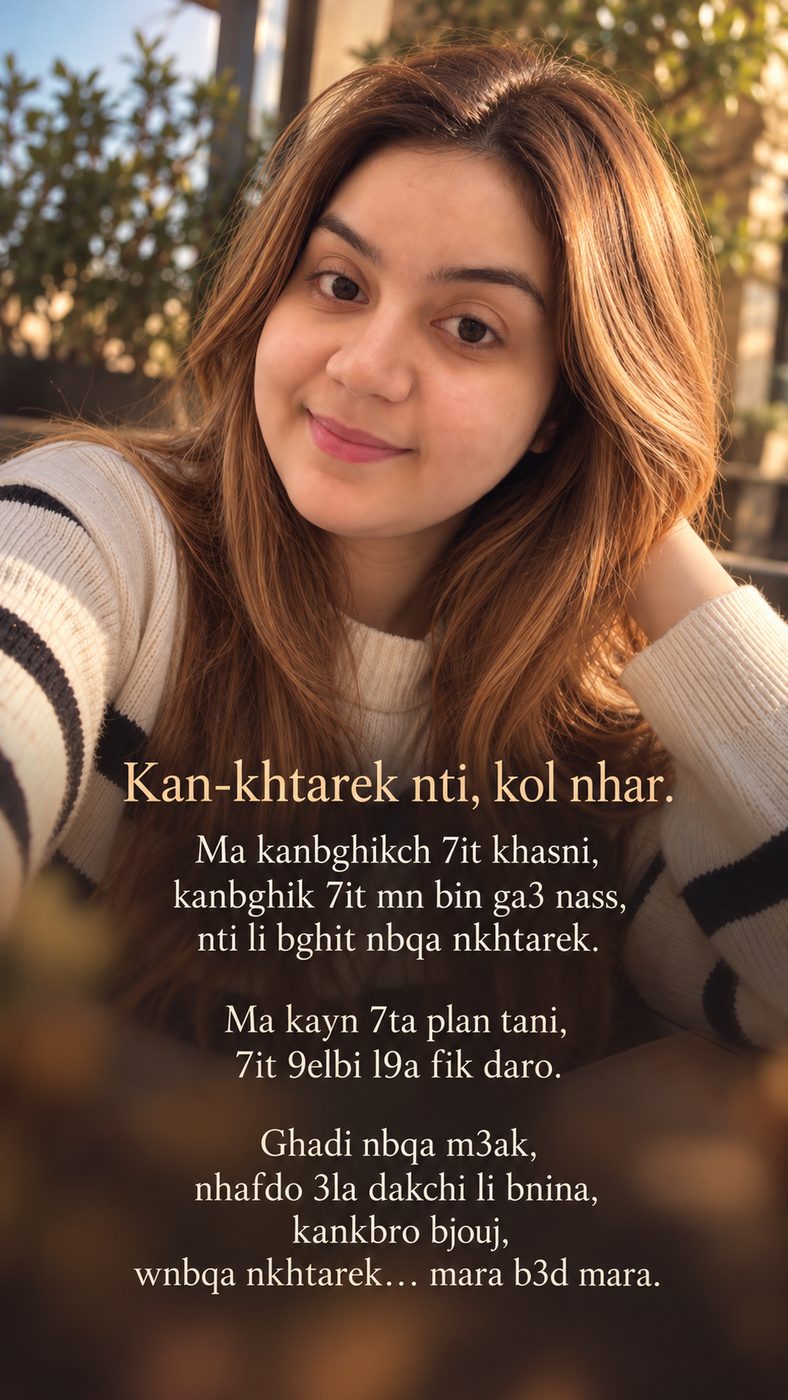 Kan-khtarek nti, kol nhar.
Ma kanbghikch 7it khasni,
kanbghik 7it mn bin ga3 nass,
nti li bghit nbqa nkhtarek.
Ma kayn 7ta plan tani,
7it 9elbi l9a fik daro.
Ghadi nbqa m3ak,
nhafdo 3la dakchi li bnina,
kankbro bjouj,
wnbqa nkhtarek... mara b3d mara.